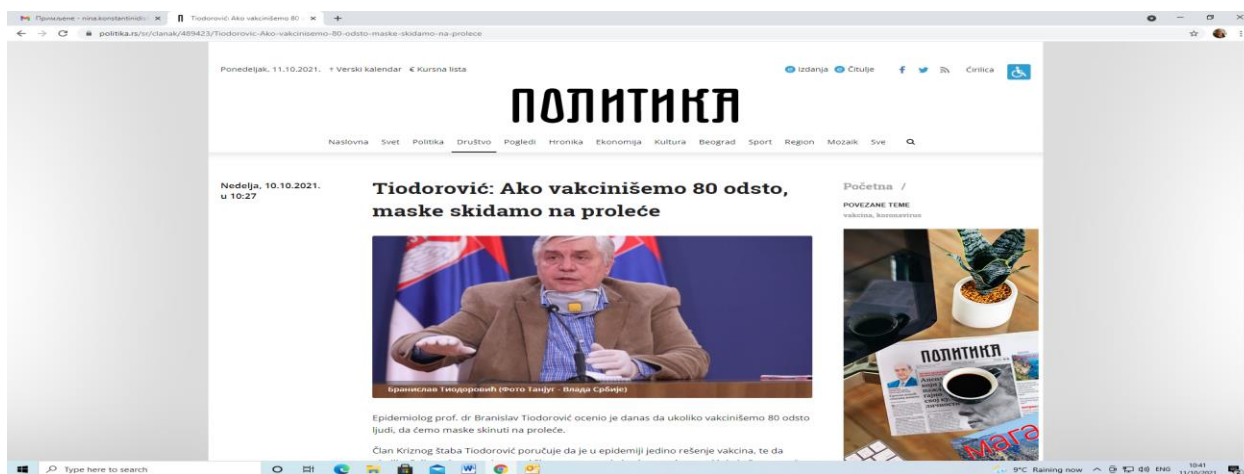 Примљене - nina.konstantinidis
Tiodorović: Ako vakcinišemo 80
politika.rs/sr/clanak/489423/Tiodorovic-Ako-vakcinisemo-80-odsto-maske-skidamo-na-prolece
Ponedeljak, 11.10.2021. † Verski kalendar € Kursna lista
Izdanja Čitulje Ćirilica
ПОЛИТИКА
Naslovna Svet Politika Društvo Pogledi Hronika Ekonomija Kultura Beograd Sport Region Mozaik Sve
Nedelja, 10.10.2021.
u 10:27
Tiodorović: Ako vakcinišemo 80 odsto,
maske skidamo na proleće
Početna /
POVEZANE TEME
vakcina, koronavirus
Бранислав Тиодоровић (Фото Танјуг - Влада Србије)
ПОЛИТИКА
Мага
Epidemiolog prof. dr Branislav Tiodorović ocenio je danas da ukoliko vakcinišemo 80 odsto
ljudi, da ćemo maske skinuti na proleće.
Član Kriznog štaba Tiodorović poručuje da je u epidemiji jedino rešenje vakcina, te da
Type here to search
9°C Raining now ENG 10:41
11/10/2021